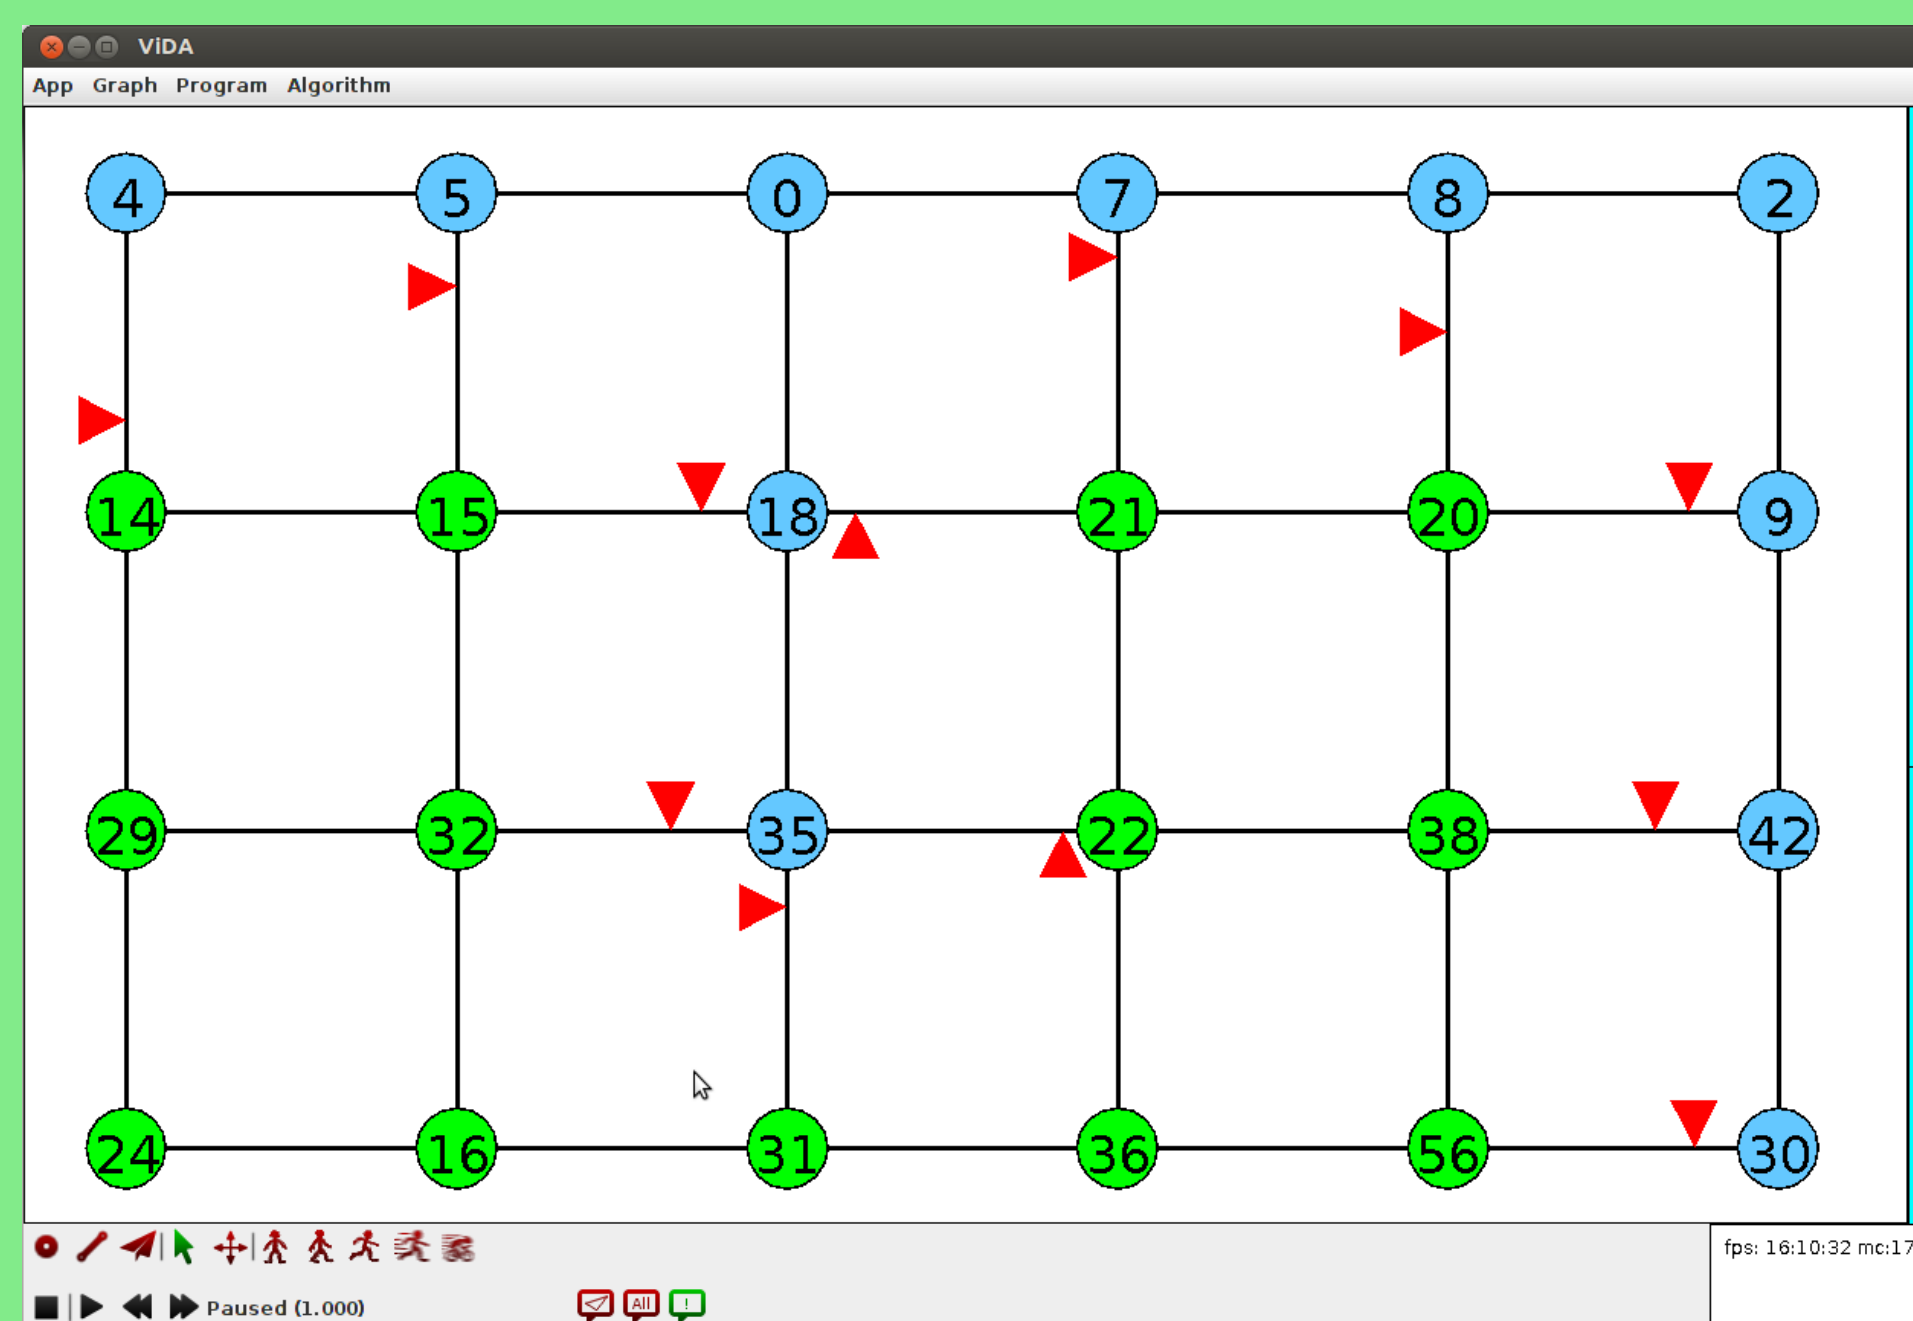 ViDA
App Graph Program Algorithm
4 5 0 7 8 2
14 15 18 21 20 9
29 32 35 22 38 42
24 16 31 36 56 30
fps: 16:10:32 mc:17
Paused (1.000)
All !